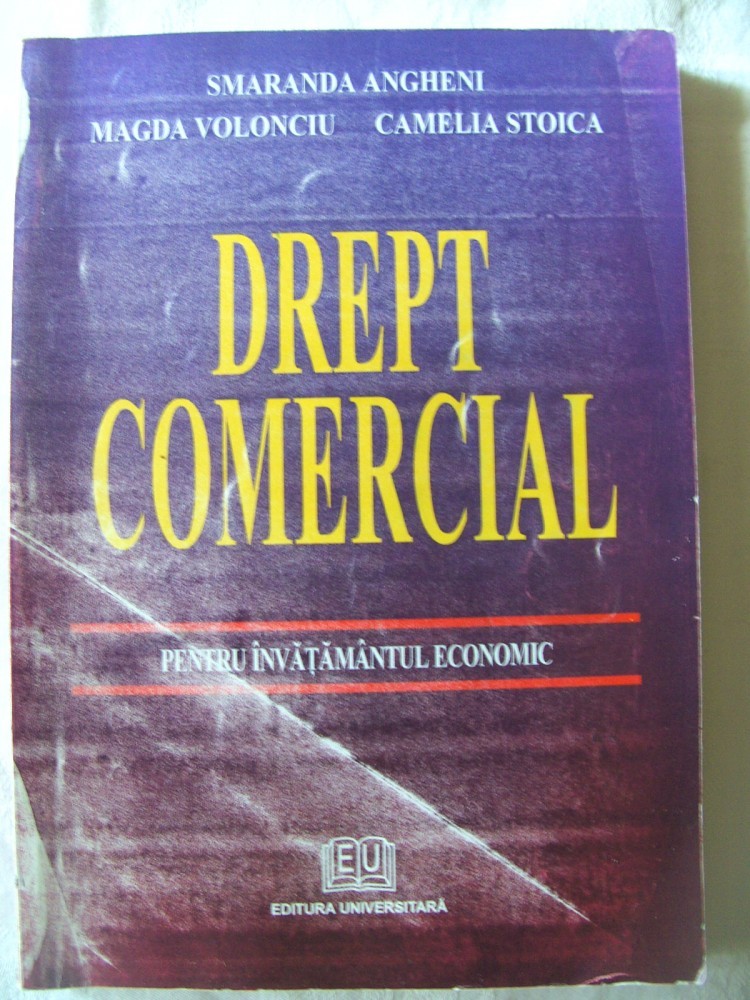 SMARANDA ANGHENI
MAGDA VOLONCIU CAMELIA STOICA
DREPT
COMERCIAL
PENTRU ÎNVĂȚĂMÂNTUL ECONOMIC
EU
EDITURA UNIVERSITARĂ